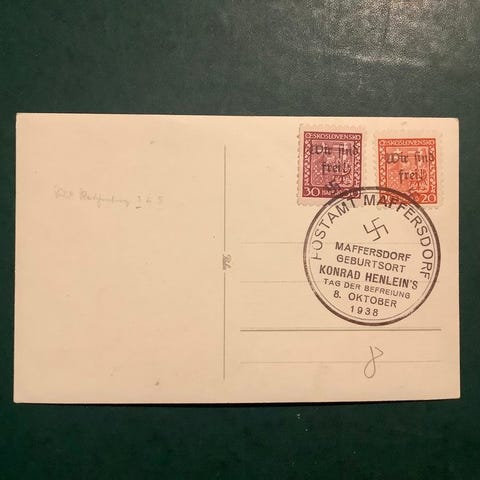 ČESKOSLOVENSKO
Wir sind
frei!
30
ČESKOSLOVENSKO
Wir sind
frei!
20
POSTAMT MAFFERSDORF
MAFFERSDORF
GEBURTSORT
KONRAD HENLEIN'S
TAG DER BEFREIUNG
8. OKTOBER
1938
8